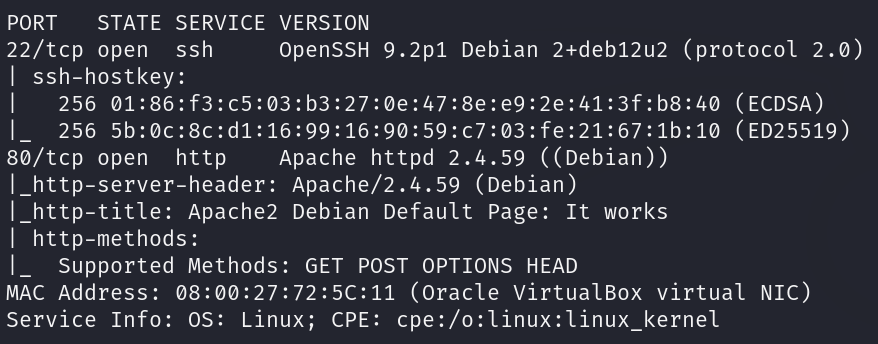 PORT   STATE SERVICE VERSION
22/tcp open  ssh     OpenSSH 9.2p1 Debian 2+deb12u2 (protocol 2.0)
| ssh-hostkey:
|   256 01:86:f3:c5:03:b3:27:0e:47:8e:e9:2e:41:3f:b8:40 (ECDSA)
|_  256 5b:0c:8c:d1:16:99:16:90:59:c7:03:fe:21:67:1b:10 (ED25519)
80/tcp open  http    Apache httpd 2.4.59 ((Debian))
|_http-server-header: Apache/2.4.59 (Debian)
|_http-title: Apache2 Debian Default Page: It works
| http-methods:
|_  Supported Methods: GET POST OPTIONS HEAD
MAC Address: 08:00:27:72:5C:11 (Oracle VirtualBox virtual NIC)
Service Info: OS: Linux; CPE: cpe:/o:linux:linux_kernel